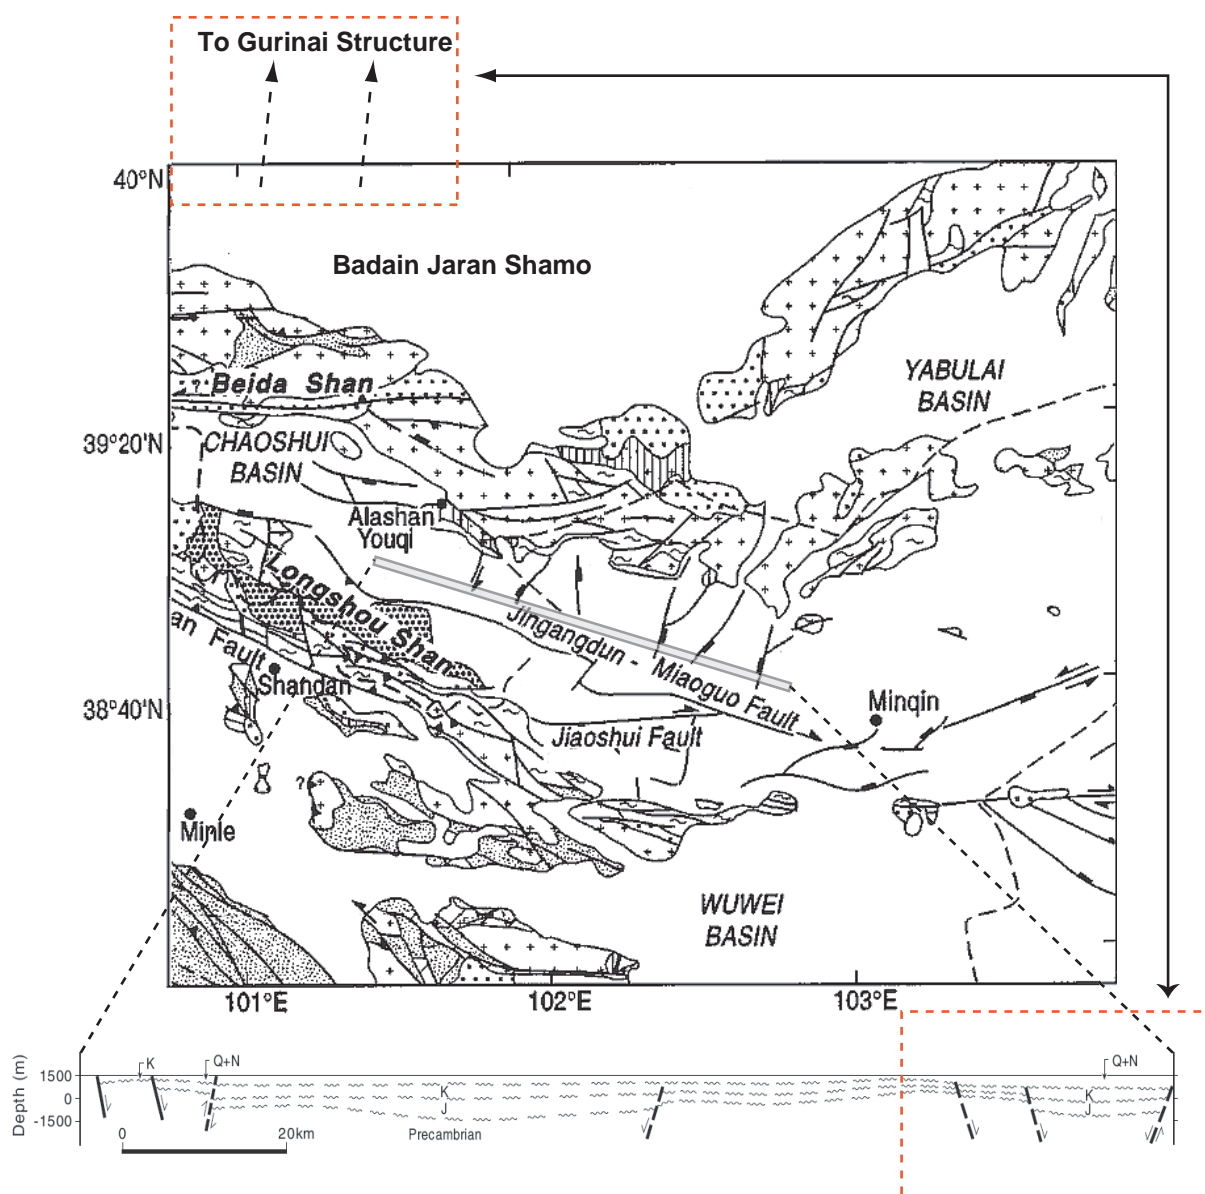 To Gurinai Structure
40°N
Badain Jaran Shamo
YABULAI
BASIN
? Beida Shan
39°20'N
CHAOSHUI
BASIN
Alashan
Youqi
Longshou Shan
Jingangdun - Miaoguo Fault
an Fault
Shandan
38°40'N
Minqin
Jiaoshui Fault
?
Minle
WUWEI
BASIN
101°E
102°E
103°E
Depth (m)
K
Q+N
Q+N
1500
0
-1500
K
J
K
J
0
20km
Precambrian